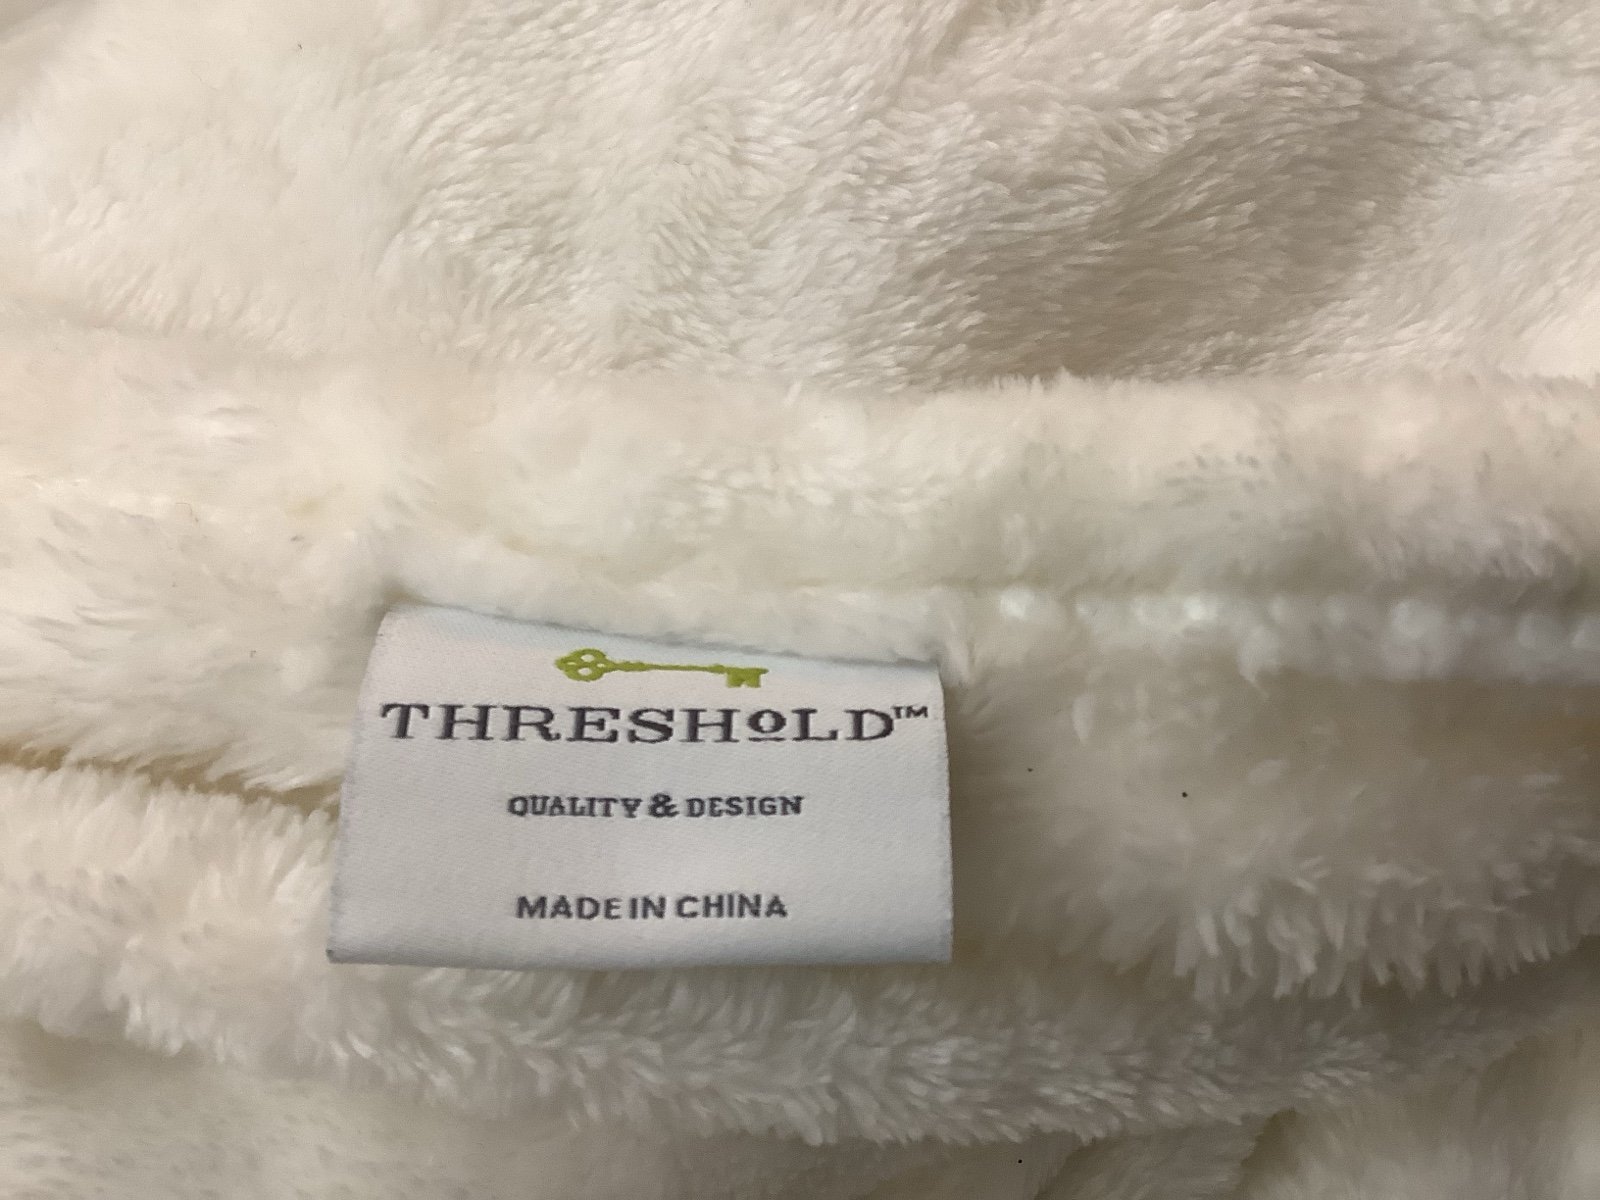 THRESHOLD™
QUALITY & DESIGN
MADE IN CHINA